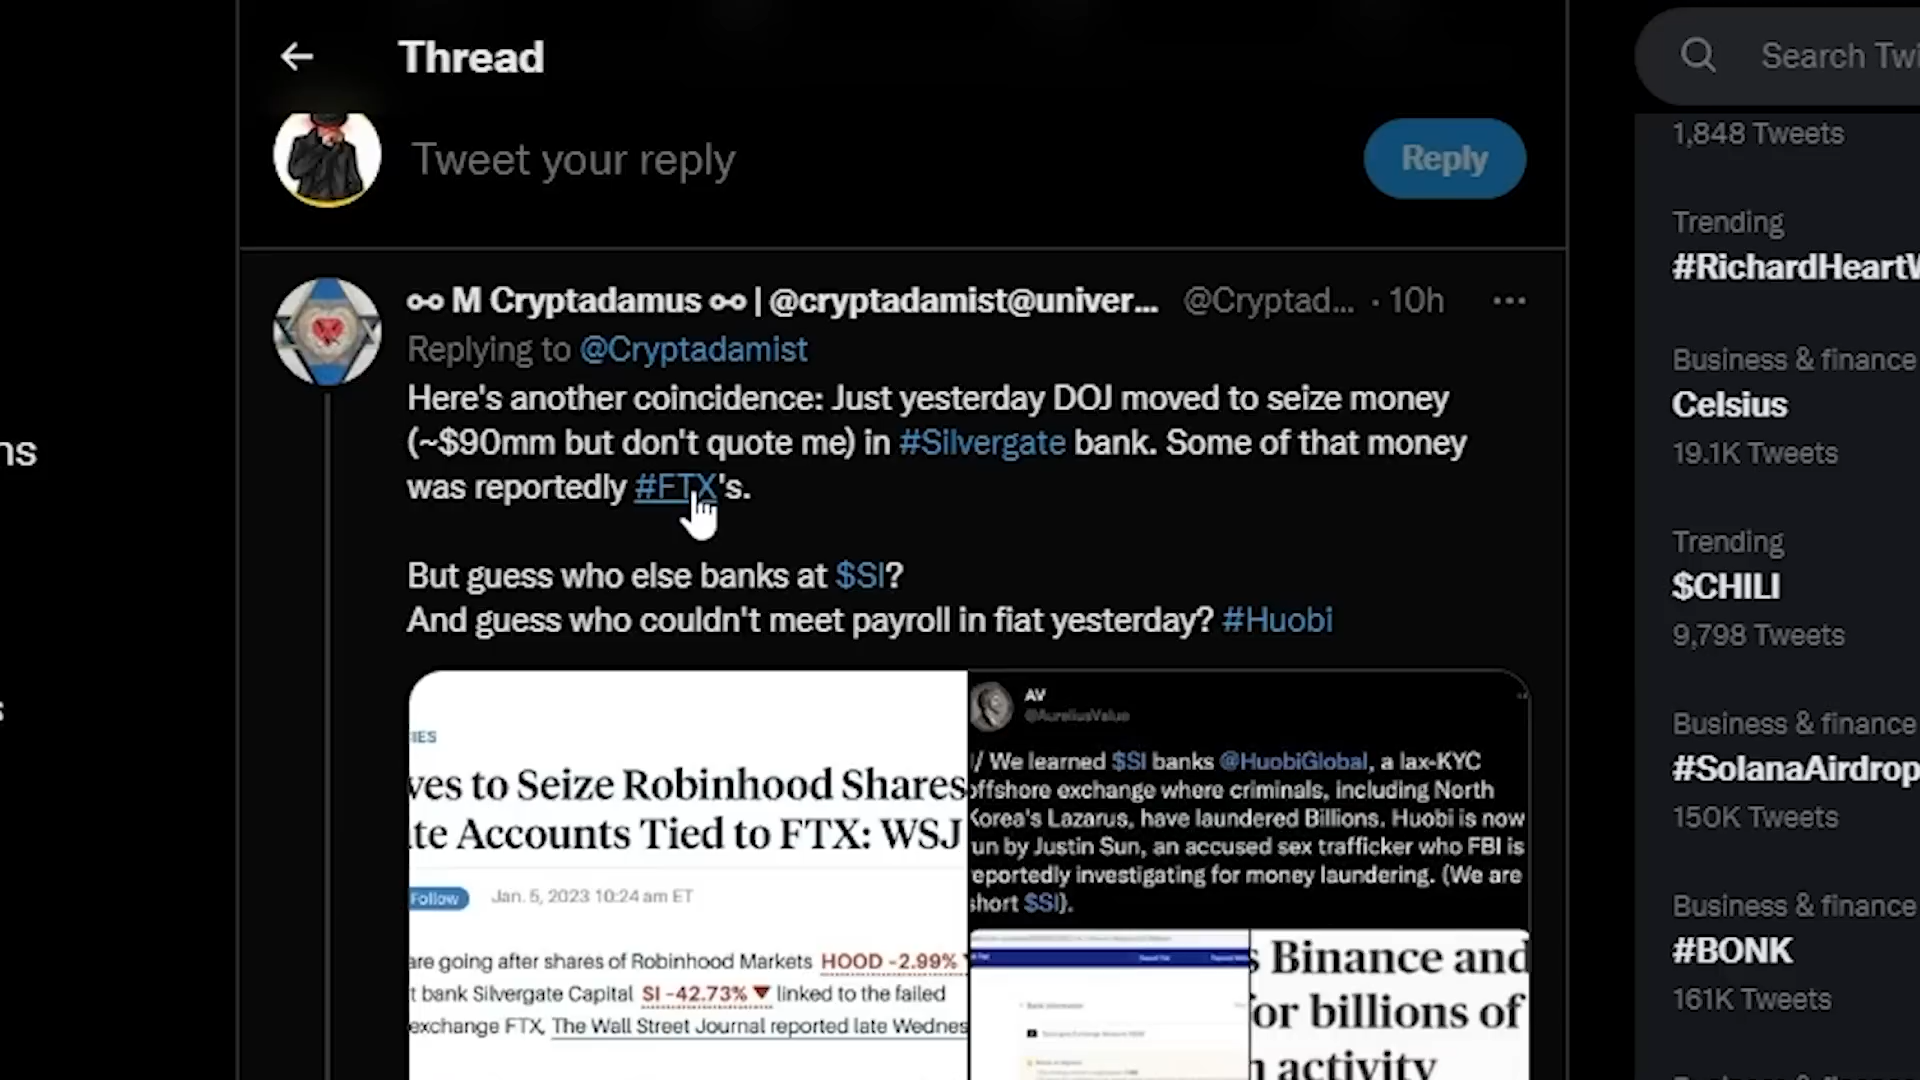 Thread
Search Twi
Tweet your reply
Reply
M Cryptadamus | @cryptadamist@univer... @Cryptad... · 10h
Replying to @Cryptadamist
Here's another coincidence: Just yesterday DOJ moved to seize money
(~$90mm but don't quote me) in #Silvergate bank. Some of that money
was reportedly #FTX's.
But guess who else banks at $SI?
And guess who couldn't meet payroll in fiat yesterday? #Huobi
IES
ves to Seize Robinhood Shares
te Accounts Tied to FTX: WSJ
Follow Jan. 5, 2023 10:24 am ET
are going after shares of Robinhood Markets HOOD -2.99%
t bank Silvergate Capital SI -42.73% ▼ linked to the failed
exchange FTX, The Wall Street Journal reported late Wednes
AV
@AureliusValue
/ We learned $SI banks @HuobiGlobal, a lax-KYC
offshore exchange where criminals, including North
Korea's Lazarus, have laundered Billions. Huobi is now
run by Justin Sun, an accused sex trafficker who FBI is
reportedly investigating for money laundering. (We are
short $SI).
s Binance and
for billions of
n activity
ns
s
1,848 Tweets
Trending
#RichardHeartW
Business & finance
Celsius
19.1K Tweets
Trending
$CHILI
9,798 Tweets
Business & finance
#SolanaAirdrop
150K Tweets
Business & finance
#BONK
161K Tweets